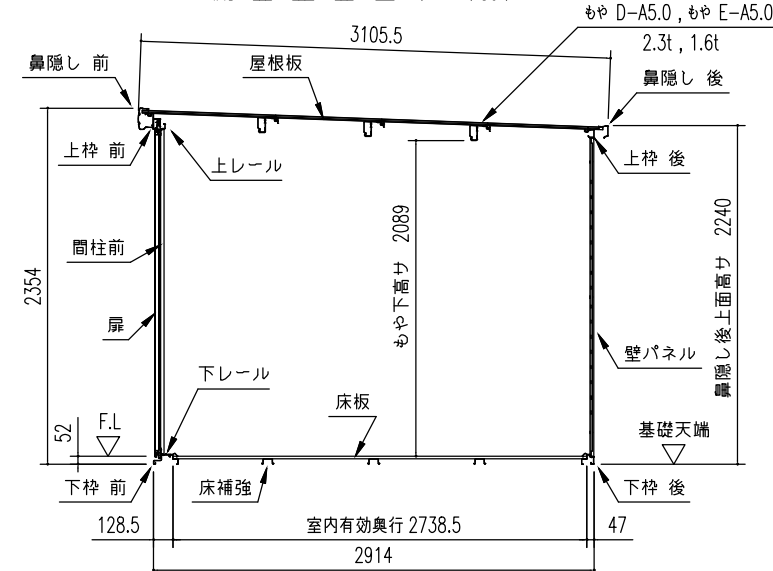 もや D-A5.0 , もや E-A5.0
2.3t , 1.6t
3105.5
鼻隠し 前
屋根板
鼻隠し 後
上枠 前
上レール
上枠 後
間柱前
もや下高サ 2089
2354
鼻隠し後上面高サ 2240
扉
壁パネル
下レール
床板
52
F.L
基礎天端
下枠 前
床補強
下枠 後
128.5
室内有効奥行 2738.5
47
2914